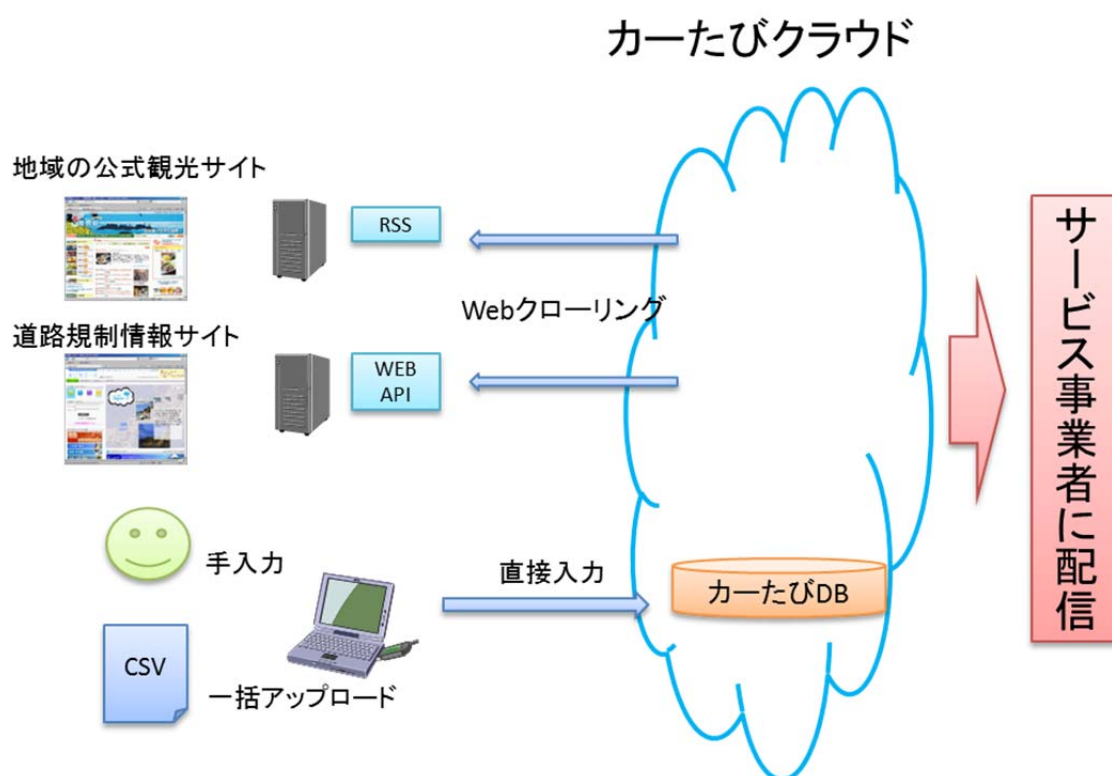 カーたびクラウド
地域の公式観光サイト
RSS
Webクローリング
道路規制情報サイト
WEB
API
手入力
直接入力
カーたびDB
CSV
一括アップロード
サービス事業者に配信